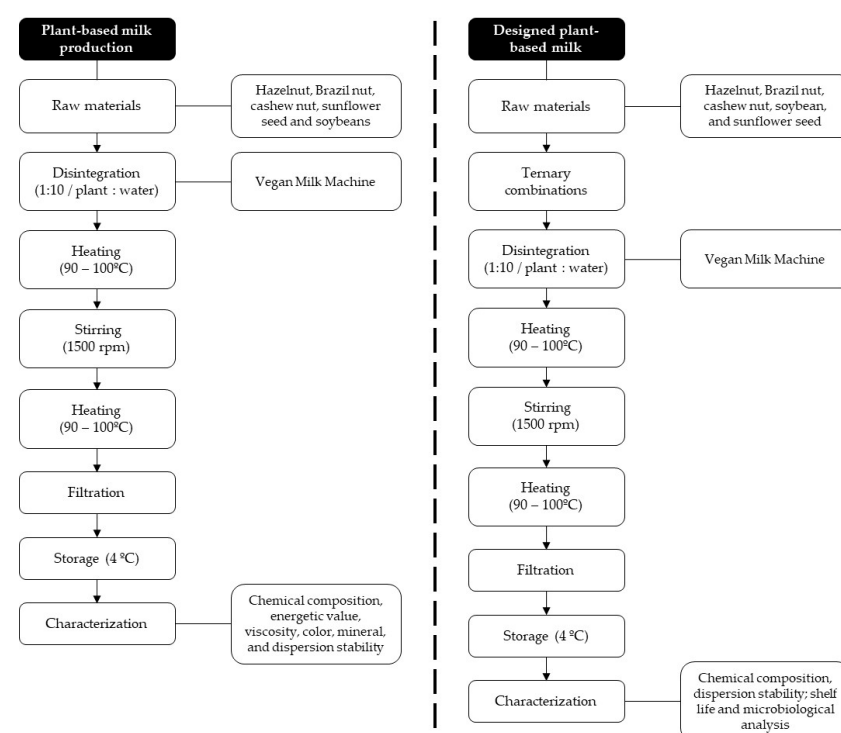 Plant-based milk
production
Raw materials
Hazelnut, Brazil nut,
cashew nut, sunflower
seed and soybeans
Disintegration
(1:10 / plant : water)
Vegan Milk Machine
Heating
(90 – 100ºC)
Stirring
(1500 rpm)
Heating
(90 – 100ºC)
Filtration
Storage (4 ºC)
Characterization
Chemical composition,
energetic value,
viscosity, color, mineral,
and dispersion stability
Designed plant-
based milk
Raw materials
Hazelnut, Brazil nut,
cashew nut, soybean,
and sunflower seed
Ternary
combinations
Disintegration
(1:10 / plant : water)
Vegan Milk Machine
Heating
(90 – 100ºC)
Stirring
(1500 rpm)
Heating
(90 – 100ºC)
Filtration
Storage (4 ºC)
Characterization
Chemical composition,
dispersion stability; shelf
life and microbiological
analysis